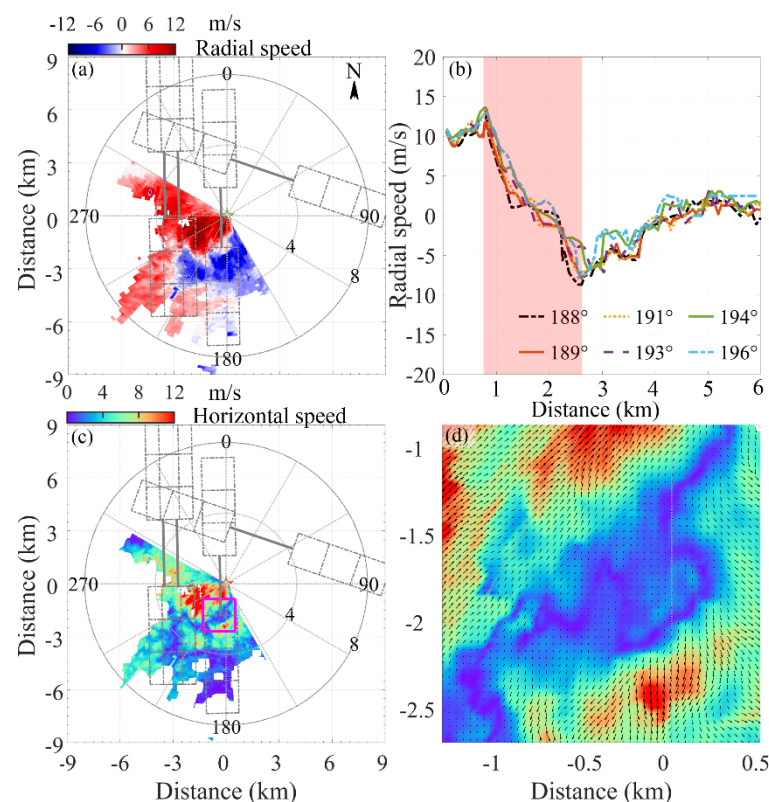 -12 -6 0 6 12 m/s
Radial speed
(a)
N
0
90
180
270
4
8
9
6
3
0
-3
-6
-9
Distance (km)
(b)
20
15
10
5
0
-5
-10
-15
-20
Radial speed (m/s)
188° 191° 194°
189° 193° 196°
0 1 2 3 4 5 6
Distance (km)
0 4 8 12 m/s
Horizontal speed
(c)
0
90
180
270
4
8
9
6
3
0
-3
-6
-9
Distance (km)
-9 -6 -3 0 3 6 9
Distance (km)
(d)
-1
-1.5
-2
-2.5
-1 -0.5 0 0.5
Distance (km)